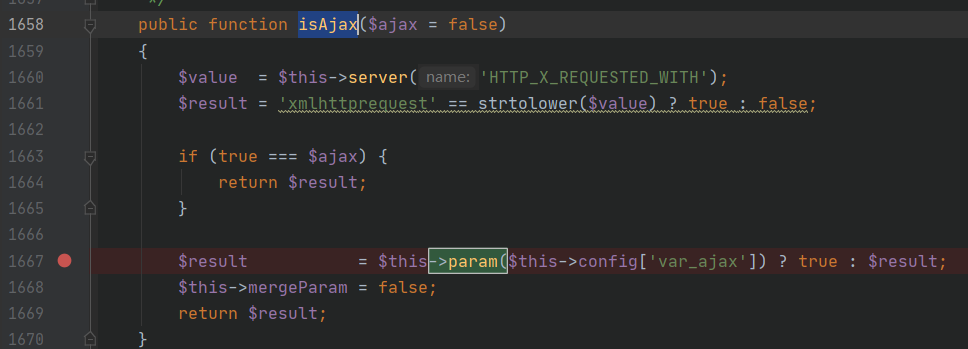 */
1658 public function isAjax($ajax = false)
1659 {
1660 $value  = $this->server( name: 'HTTP_X_REQUESTED_WITH');
1661 $result = 'xmlhttprequest' == strtolower($value) ? true : false;
1662
1663 if (true === $ajax) {
1664 return $result;
1665 }
1666
1667 $result           = $this->param($this->config['var_ajax']) ? true : $result;
1668 $this->mergeParam = false;
1669 return $result;
1670 }